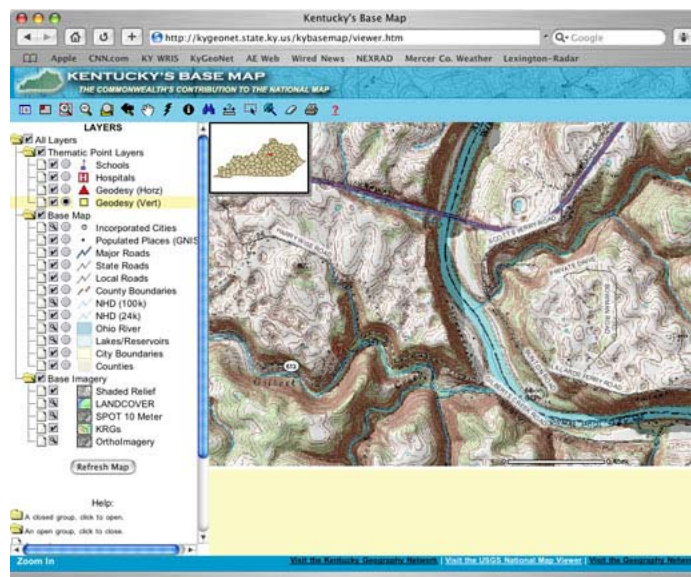 Kentucky's Base Map
http://kygeonet.state.ky.us/kybasemap/viewer.htm
Google
Apple CNN.com KY WRIS KyGeoNet AE Web Wired News NEXRAD Mercer Co. Weather Lexington-Radar
KENTUCKY'S BASE MAP
THE COMMONWEALTH'S CONTRIBUTION TO THE NATIONAL MAP
LAYERS
All Layers
Thematic Point Layers
Schools
H Hospitals
Geodesy (Horz)
Geodesy (Vert)
Base Map
Incorporated Cities
Populated Places (GNIS
Major Roads
State Roads
Local Roads
County Boundaries
NHD (100k)
NHD (24k)
Ohio River
Lakes/Reservoirs
City Boundaries
Counties
Base Imagery
Shaded Relief
LANDCOVER
SPOT 10 Meter
KRGs
OrthoImagery
Refresh Map
Help:
A closed group, click to open.
An open group, click to close.
PRIVATE DRIVE
BOWMAN ROAD
Zoom In
Visit the Kentucky Geography Network | Visit the USGS National Map Viewer | Visit the Geography Netw